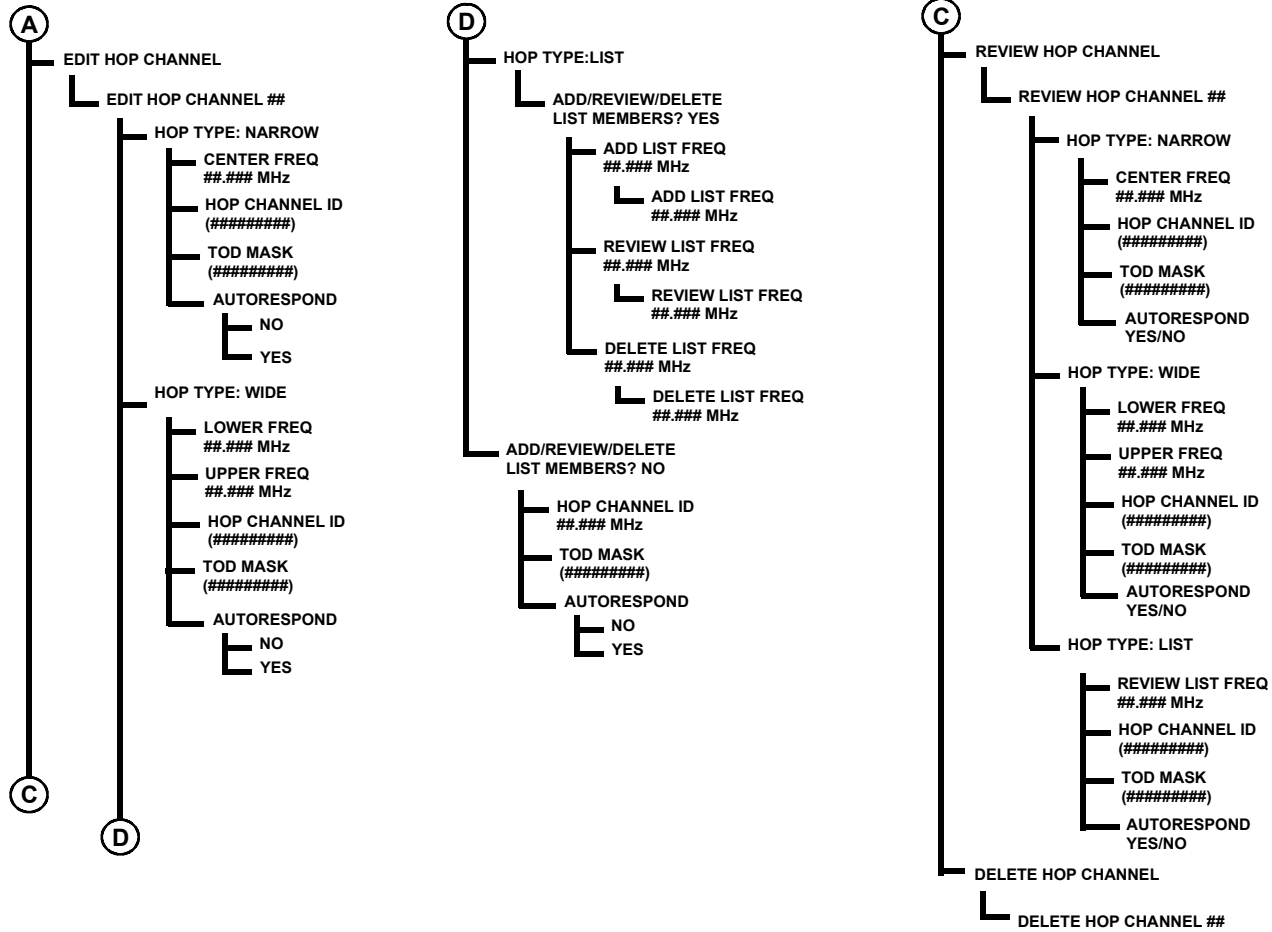 A
EDIT HOP CHANNEL
EDIT HOP CHANNEL ##
HOP TYPE: NARROW
CENTER FREQ
##.### MHz
HOP CHANNEL ID
(#########)
TOD MASK
(#########)
AUTORESPOND
NO
YES
HOP TYPE: WIDE
LOWER FREQ
##.### MHz
UPPER FREQ
##.### MHz
HOP CHANNEL ID
(#########)
TOD MASK
(#########)
AUTORESPOND
NO
YES
C
D
D
HOP TYPE:LIST
ADD/REVIEW/DELETE
LIST MEMBERS? YES
ADD LIST FREQ
##.### MHz
ADD LIST FREQ
##.### MHz
REVIEW LIST FREQ
##.### MHz
REVIEW LIST FREQ
##.### MHz
DELETE LIST FREQ
##.### MHz
DELETE LIST FREQ
##.### MHz
ADD/REVIEW/DELETE
LIST MEMBERS? NO
HOP CHANNEL ID
##.### MHz
TOD MASK
(#########)
AUTORESPOND
NO
YES
C
REVIEW HOP CHANNEL
REVIEW HOP CHANNEL ##
HOP TYPE: NARROW
CENTER FREQ
##.### MHz
HOP CHANNEL ID
(#########)
TOD MASK
(#########)
AUTORESPOND
YES/NO
HOP TYPE: WIDE
LOWER FREQ
##.### MHz
UPPER FREQ
##.### MHz
HOP CHANNEL ID
(#########)
TOD MASK
(#########)
AUTORESPOND
YES/NO
HOP TYPE: LIST
REVIEW LIST FREQ
##.### MHz
HOP CHANNEL ID
(#########)
TOD MASK
(#########)
AUTORESPOND
YES/NO
DELETE HOP CHANNEL
DELETE HOP CHANNEL ##